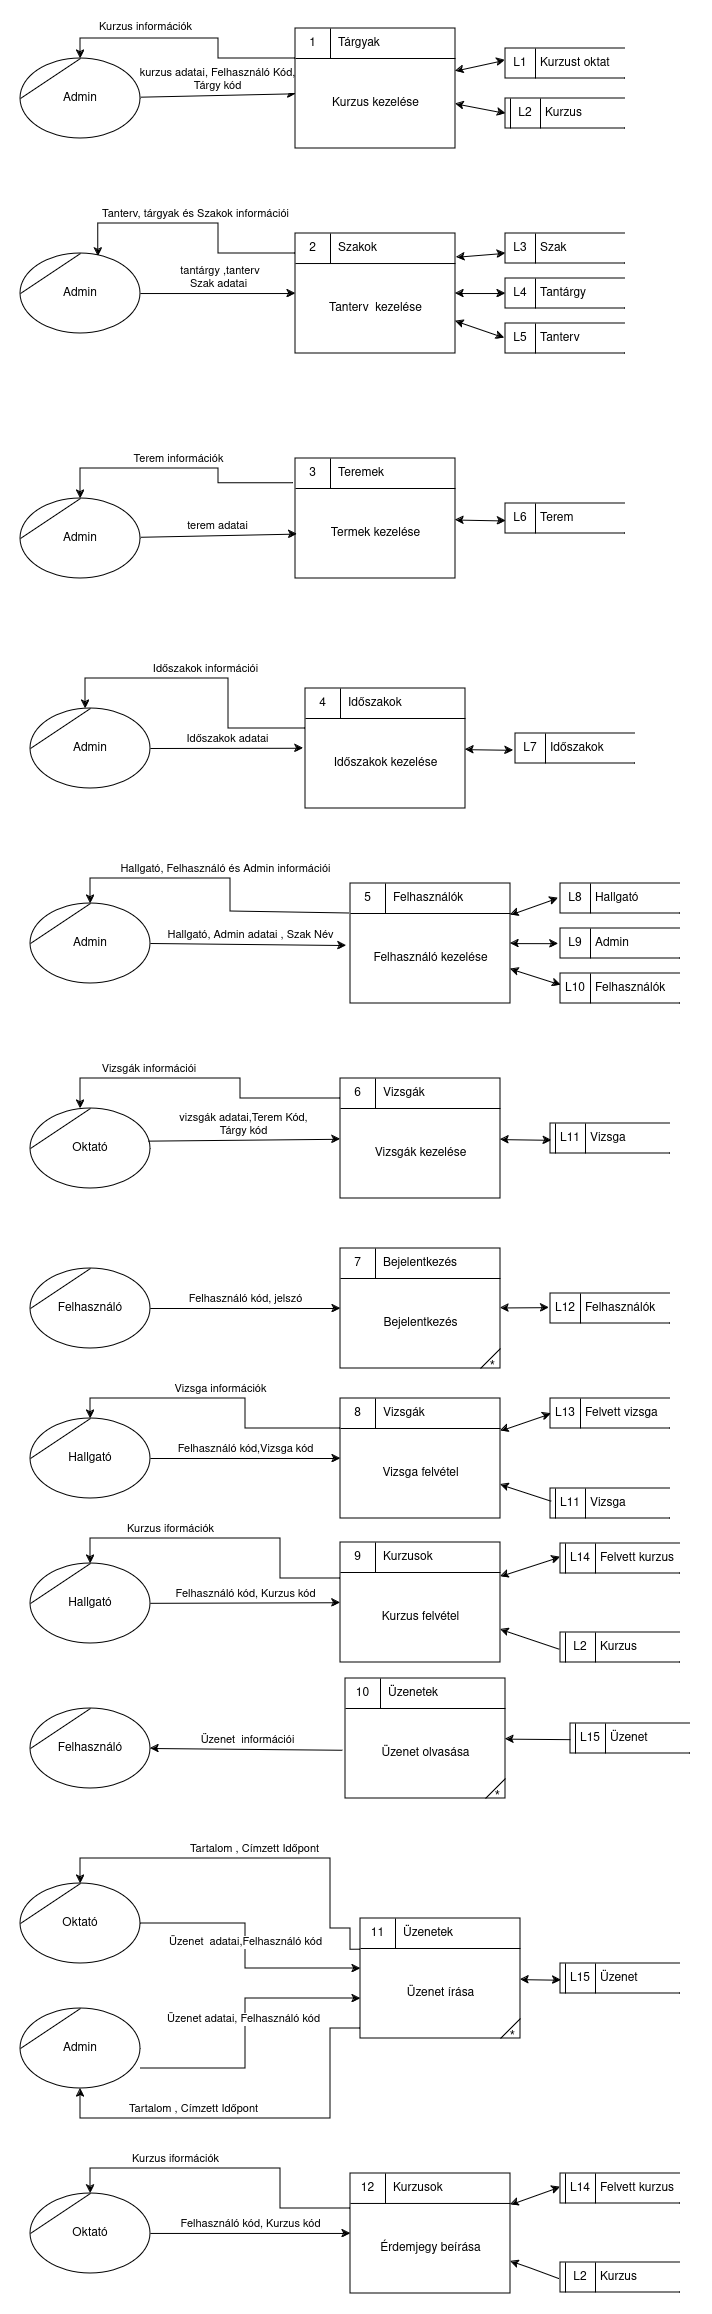 Kurzus információk
1 Tárgyak
Admin
kurzus adatai, Felhasználó Kód,
Tárgy kód
Kurzus kezelése
L1 Kurzust oktat
L2 Kurzus
Tanterv, tárgyak és Szakok információi
2 Szakok
Admin
tantárgy ,tanterv
Szak adatai
Tanterv kezelése
L3 Szak
L4 Tantárgy
L5 Tanterv
Terem információk
3 Teremek
Admin
terem adatai
Termek kezelése
L6 Terem
Időszakok információi
4 Időszakok
Admin
Időszakok adatai
Időszakok kezelése
L7 Időszakok
Hallgató, Felhasználó és Admin információi
5 Felhasználók
Admin
Hallgató, Admin adatai , Szak Név
Felhasználó kezelése
L8 Hallgató
L9 Admin
L10 Felhasználók
Vizsgák információi
6 Vizsgák
Oktató
vizsgák adatai,Terem Kód,
Tárgy kód
Vizsgák kezelése
L11 Vizsga
7 Bejelentkezés
Felhasználó
Felhasználó kód, jelszó
Bejelentkezés
*
L12 Felhasználók
Vizsga információk
8 Vizsgák
Hallgató
Felhasználó kód,Vizsga kód
Vizsga felvétel
L13 Felvett vizsga
L11 Vizsga
Kurzus iformációk
9 Kurzusok
Hallgató
Felhasználó kód, Kurzus kód
Kurzus felvétel
L14 Felvett kurzus
L2 Kurzus
10 Üzenetek
Felhasználó
Üzenet információi
Üzenet olvasása
*
L15 Üzenet
Tartalom , Címzett Időpont
Oktató
11 Üzenetek
Üzenet adatai,Felhasználó kód
Üzenet írása
*
L15 Üzenet
Üzenet adatai, Felhasználó kód
Admin
Tartalom , Címzett Időpont
Kurzus iformációk
12 Kurzusok
Oktató
Felhasználó kód, Kurzus kód
Érdemjegy beírása
L14 Felvett kurzus
L2 Kurzus